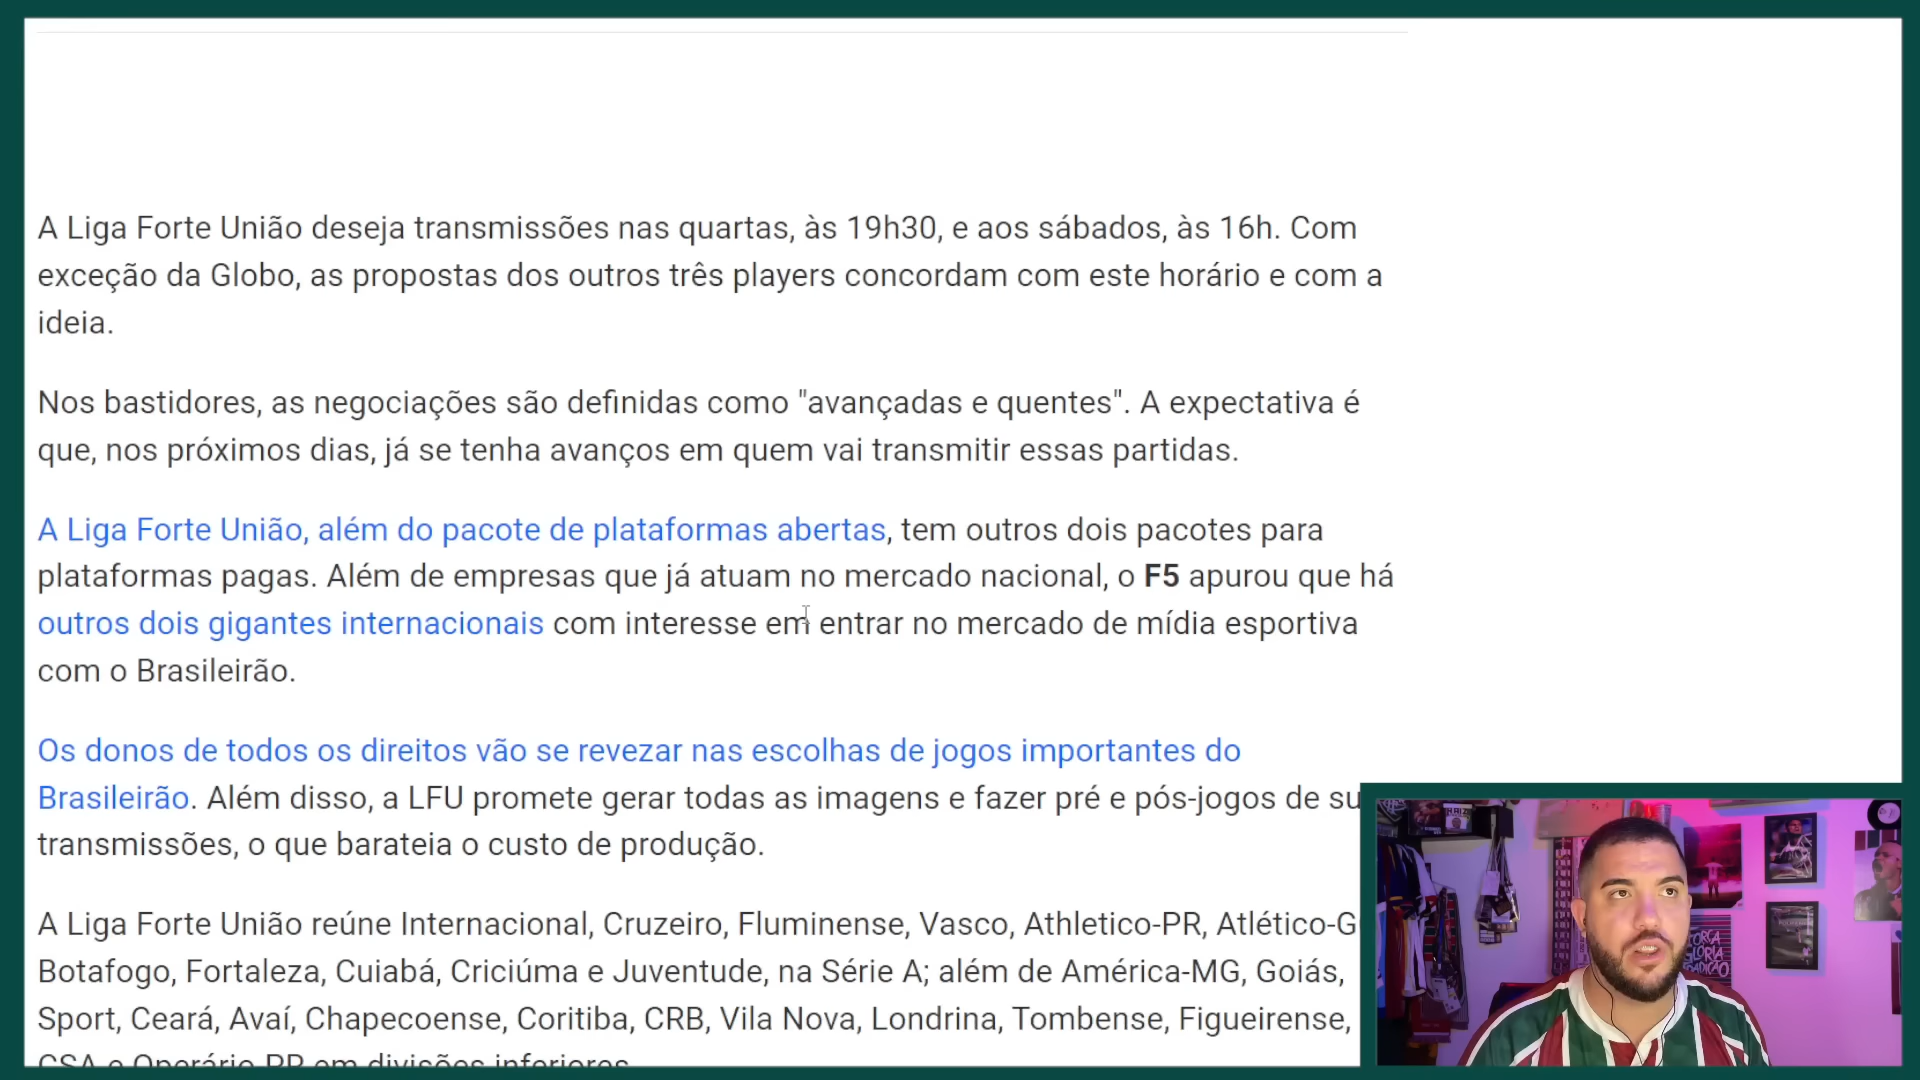 A Liga Forte União deseja transmissões nas quartas, às 19h30, e aos sábados, às 16h. Com
exceção da Globo, as propostas dos outros três players concordam com este horário e com a
ideia.
Nos bastidores, as negociações são definidas como "avançadas e quentes". A expectativa é
que, nos próximos dias, já se tenha avanços em quem vai transmitir essas partidas.
A Liga Forte União, além do pacote de plataformas abertas, tem outros dois pacotes para
plataformas pagas. Além de empresas que já atuam no mercado nacional, o F5 apurou que há
outros dois gigantes internacionais com interesse em entrar no mercado de mídia esportiva
com o Brasileirão.
Os donos de todos os direitos vão se revezar nas escolhas de jogos importantes do
Brasileirão. Além disso, a LFU promete gerar todas as imagens e fazer pré e pós-jogos de su
transmissões, o que barateia o custo de produção.
A Liga Forte União reúne Internacional, Cruzeiro, Fluminense, Vasco, Athletico-PR, Atlético-G
Botafogo, Fortaleza, Cuiabá, Criciúma e Juventude, na Série A; além de América-MG, Goiás,
Sport, Ceará, Avaí, Chapecoense, Coritiba, CRB, Vila Nova, Londrina, Tombense, Figueirense,
CSA e Operário-PR em divisões inferiores
FORÇA
GLÓRIA
TRADIÇÃO